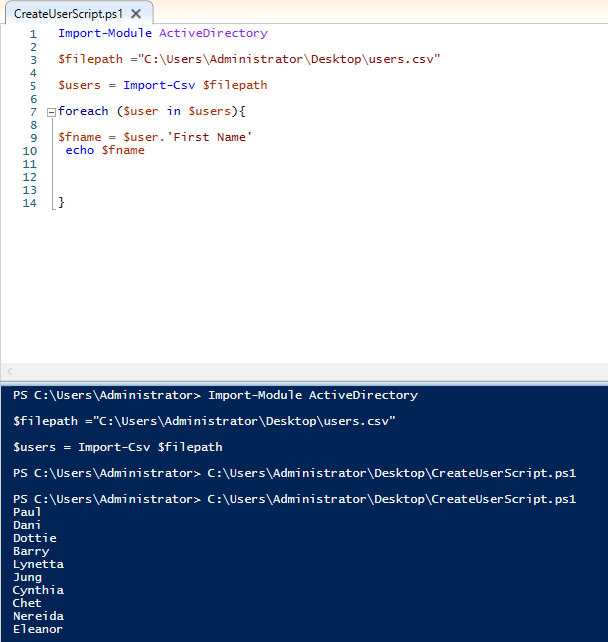 CreateUserScript.ps1
1 Import-Module ActiveDirectory
2
3 $filepath ="C:\Users\Administrator\Desktop\users.csv"
4
5 $users = Import-Csv $filepath
6
7 foreach ($user in $users){
8
9 $fname = $user.'First Name'
10 echo $fname
11
12
13
14 }
PS C:\Users\Administrator> Import-Module ActiveDirectory
$filepath ="C:\Users\Administrator\Desktop\users.csv"
$users = Import-Csv $filepath
PS C:\Users\Administrator> C:\Users\Administrator\Desktop\CreateUserScript.ps1
PS C:\Users\Administrator> C:\Users\Administrator\Desktop\CreateUserScript.ps1
Paul
Dani
Dottie
Barry
Lynetta
Jung
Cynthia
Chet
Nereida
Eleanor